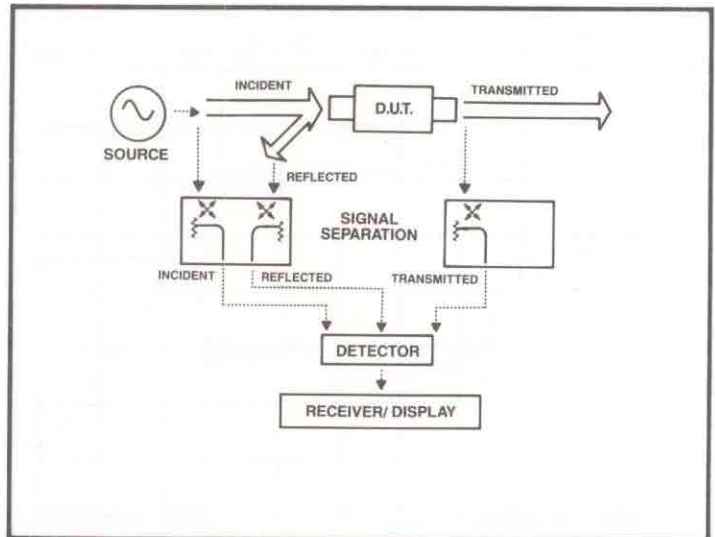 INCIDENT
TRANSMITTED
D.U.T.
SOURCE
REFLECTED
SIGNAL
SEPARATION
INCIDENT
REFLECTED
TRANSMITTED
DETECTOR
RECEIVER/ DISPLAY